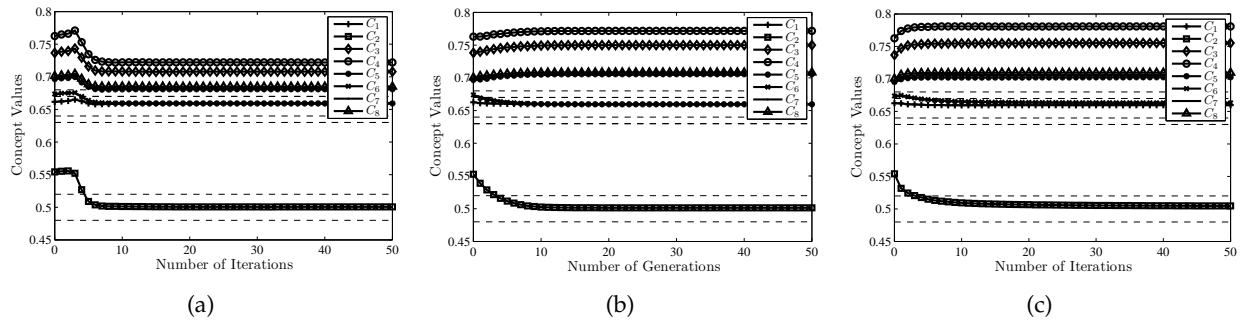 0.8
0.75
0.7
0.65
0.6
0.55
0.5
0.45
0 10 20 30 40 50
Concept Values
Number of Iterations
C₁
C₂
C₃
C₄
C₅
C₆
C₇
C₈
(a)
0.8
0.75
0.7
0.65
0.6
0.55
0.5
0.45
0 10 20 30 40 50
Concept Values
Number of Generations
C₁
C₂
C₃
C₄
C₅
C₆
C₇
C₈
(b)
0.8
0.75
0.7
0.65
0.6
0.55
0.5
0.45
0 10 20 30 40 50
Concept Values
Number of Iterations
C₁
C₂
C₃
C₄
C₅
C₆
C₇
C₈
(c)